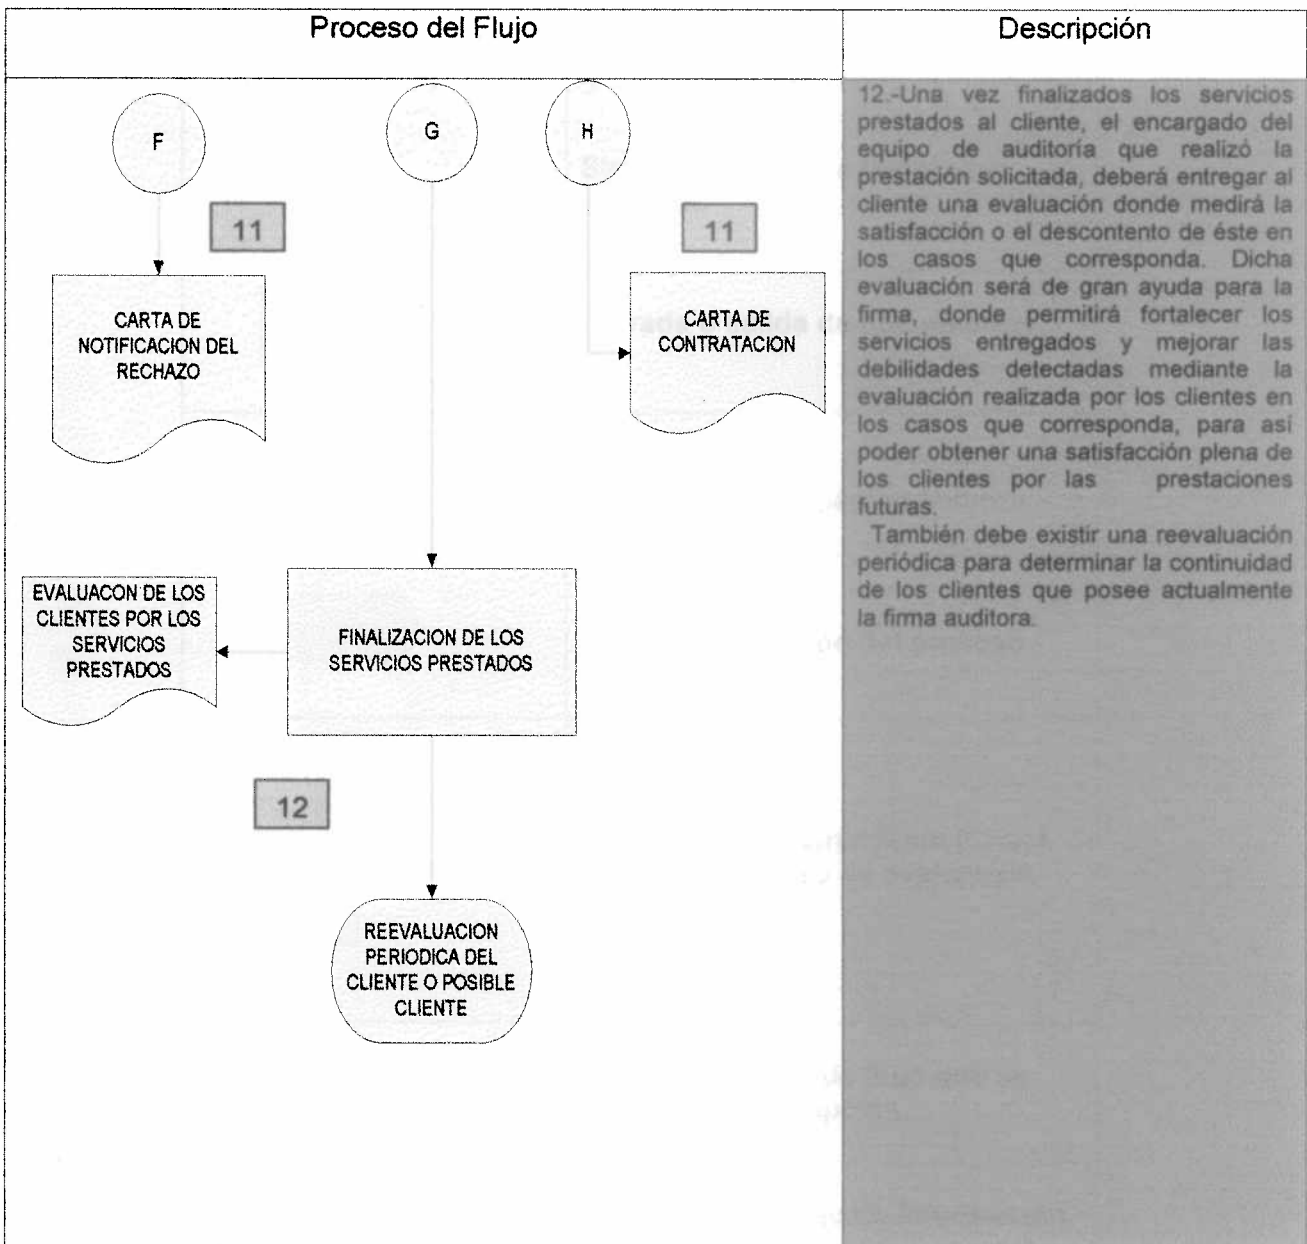 Proceso del Flujo
Descripción
F
G
H
11
11
CARTA DE
NOTIFICACION DEL
RECHAZO
CARTA DE
CONTRATACION
EVALUACON DE LOS
CLIENTES POR LOS
SERVICIOS
PRESTADOS
FINALIZACION DE LOS
SERVICIOS PRESTADOS
12
REEVALUACION
PERIODICA DEL
CLIENTE O POSIBLE
CLIENTE
12.-Una vez finalizados los servicios
prestados al cliente, el encargado del
equipo de auditoría que realizó la
prestación solicitada, deberá entregar al
cliente una evaluación donde medirá la
satisfacción o el descontento de éste en
los casos que corresponda. Dicha
evaluación será de gran ayuda para la
firma, donde permitirá fortalecer los
servicios entregados y mejorar las
debilidades detectadas mediante la
evaluación realizada por los clientes en
los casos que corresponda, para así
poder obtener una satisfacción plena de
los clientes por las prestaciones
futuras.
También debe existir una reevaluación
periódica para determinar la continuidad
de los clientes que posee actualmente
la firma auditora.